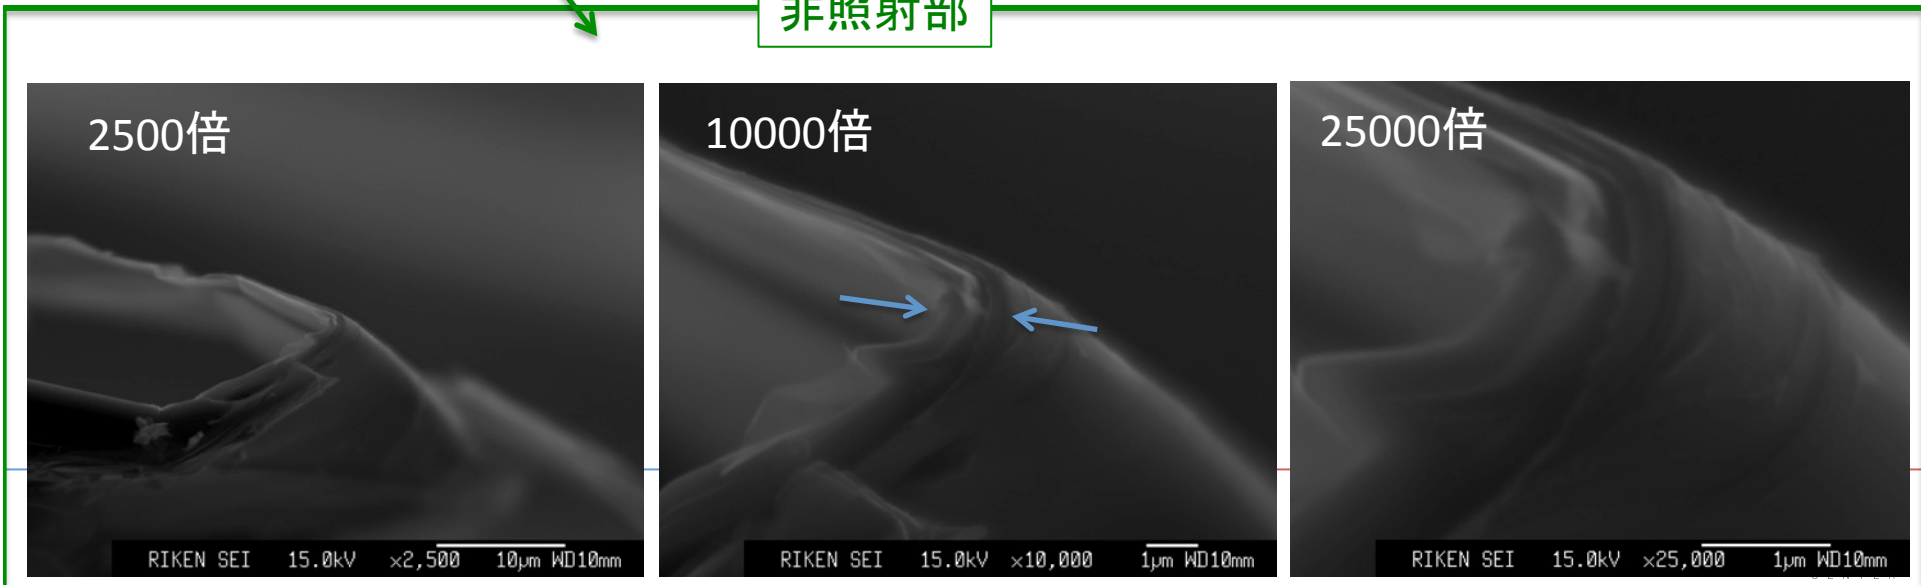 非照射部
2500倍
10000倍
25000倍
RIKEN SEI 15.0kV ×2,500 10μm WD10mm
RIKEN SEI 15.0kV ×10,000 1μm WD10mm
RIKEN SEI 15.0kV ×25,000 1μm WD10mm